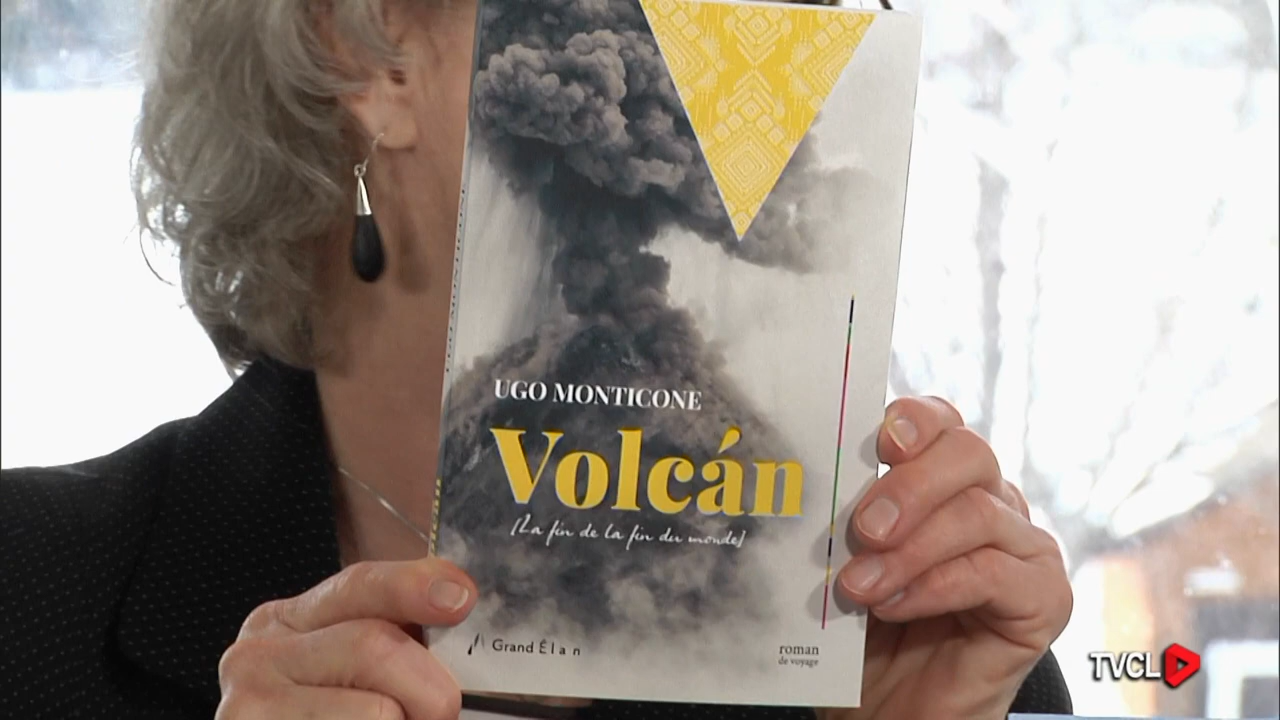 UGO MONTICONE
Volcán
[La fin de la fin du monde]
Grand Élan
roman
de voyage
TVCL